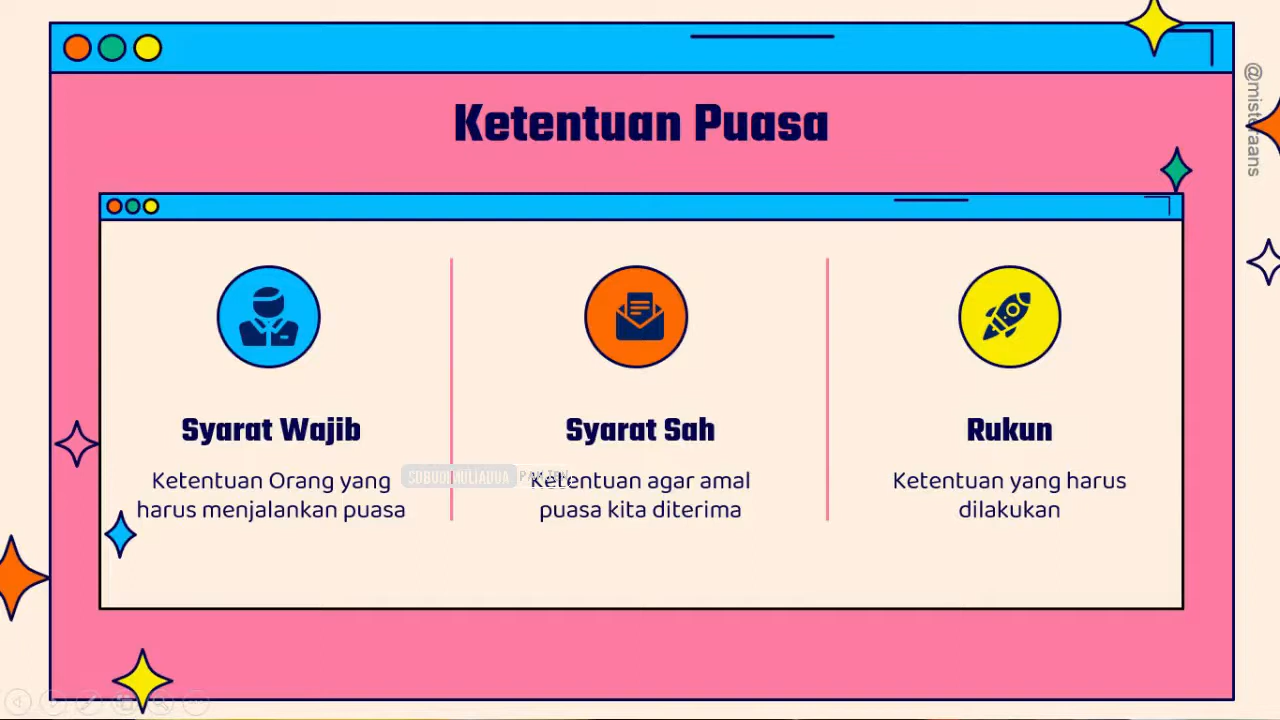 Ketentuan Puasa
@misteraans
Syarat Wajib
Syarat Sah
Rukun
Ketentuan Orang yang
harus menjalankan puasa
Ketentuan agar amal
puasa kita diterima
Ketentuan yang harus
dilakukan